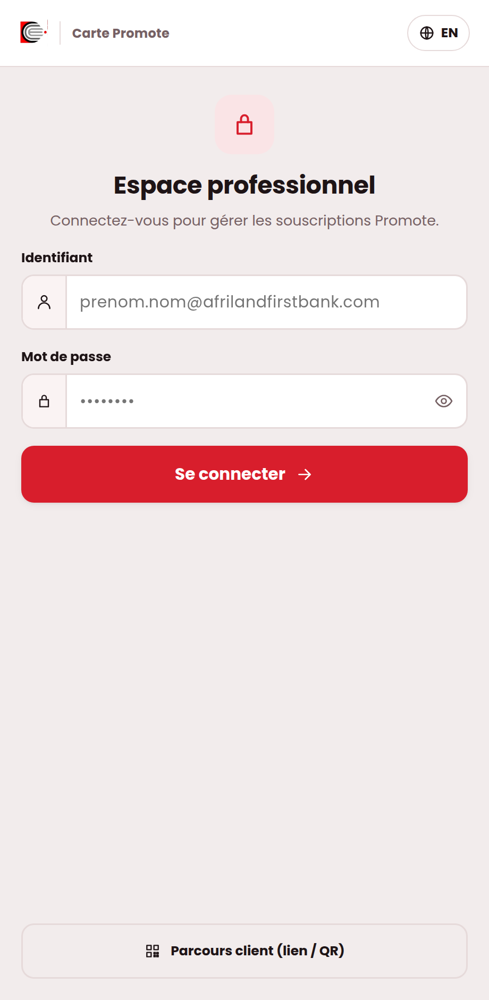 Carte Promote
EN
Espace professionnel
Connectez-vous pour gérer les souscriptions Promote.
Identifiant
prenom.nom@afrilandfirstbank.com
Mot de passe
••••••••
Se connecter →
Parcours client (lien / QR)